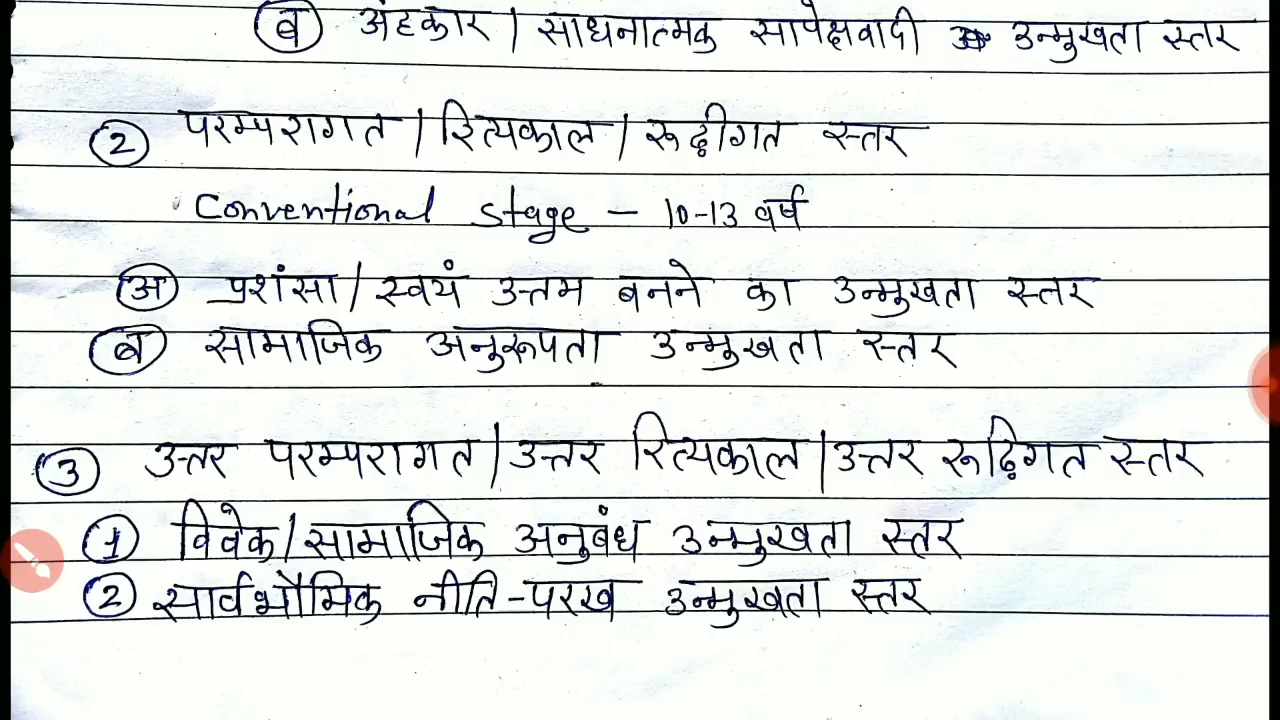 ब अंहकार / साधनात्मक सापेक्षवादी उन्मुखता स्तर
2 परम्परागत / रित्यकाल / रूढ़ीगत स्तर
Conventional stage – 10-13 वर्ष
अ प्रशंसा / स्वयं उत्तम बनने का उन्मुखता स्तर
ब सामाजिक अनुरूपता उन्मुखता स्तर
3 उत्तर परम्परागत / उत्तर रित्यकाल / उत्तर रूढ़िगत स्तर
1 विवेक / सामाजिक अनुबंध उन्मुखता स्तर
2 सार्वभौमिक नीति-परख उन्मुखता स्तर